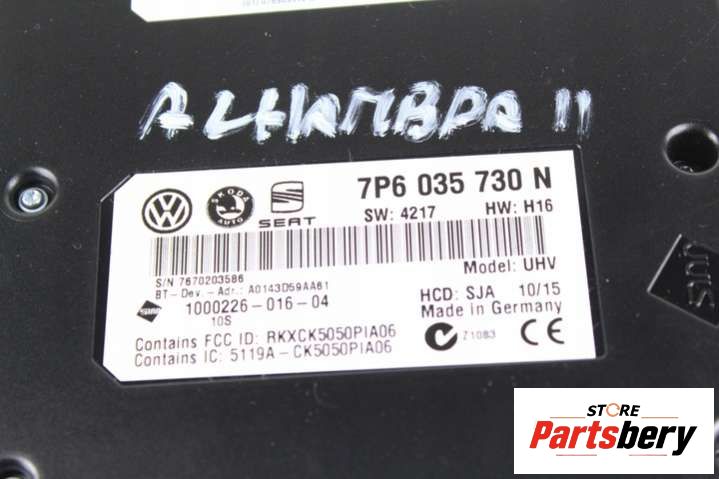 ALHAMBRA II
7P6 035 730 N
SKODA
AUTO
SEAT
SW: 4217 HW: H16
S/N 7670203586
BT-Dev.-Adr.: A0143D59AA61
Model: UHV
1000226-016-04
10S
HCD: SJA 10/15
Made in Germany
Contains FCC ID: RKXCK5050PIA06
Contains IC: 5119A-CK5050PIA06
Z1083
STORE
Partsbery